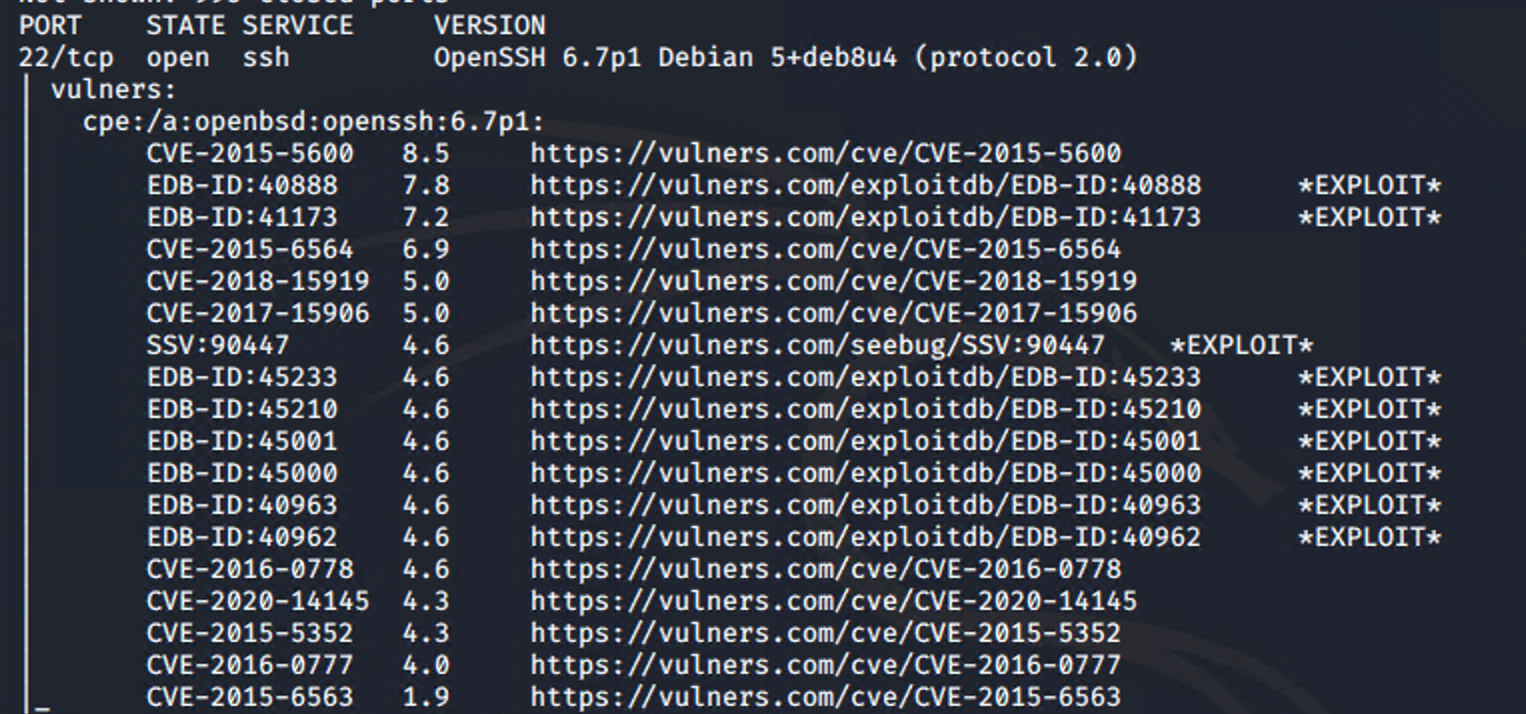 Not shown: 998 closed ports
PORT STATE SERVICE VERSION
22/tcp open ssh OpenSSH 6.7p1 Debian 5+deb8u4 (protocol 2.0)
| vulners:
| cpe:/a:openbsd:openssh:6.7p1:
| CVE-2015-5600 8.5 https://vulners.com/cve/CVE-2015-5600
| EDB-ID:40888 7.8 https://vulners.com/exploitdb/EDB-ID:40888 *EXPLOIT*
| EDB-ID:41173 7.2 https://vulners.com/exploitdb/EDB-ID:41173 *EXPLOIT*
| CVE-2015-6564 6.9 https://vulners.com/cve/CVE-2015-6564
| CVE-2018-15919 5.0 https://vulners.com/cve/CVE-2018-15919
| CVE-2017-15906 5.0 https://vulners.com/cve/CVE-2017-15906
| SSV:90447 4.6 https://vulners.com/seebug/SSV:90447 *EXPLOIT*
| EDB-ID:45233 4.6 https://vulners.com/exploitdb/EDB-ID:45233 *EXPLOIT*
| EDB-ID:45210 4.6 https://vulners.com/exploitdb/EDB-ID:45210 *EXPLOIT*
| EDB-ID:45001 4.6 https://vulners.com/exploitdb/EDB-ID:45001 *EXPLOIT*
| EDB-ID:45000 4.6 https://vulners.com/exploitdb/EDB-ID:45000 *EXPLOIT*
| EDB-ID:40963 4.6 https://vulners.com/exploitdb/EDB-ID:40963 *EXPLOIT*
| EDB-ID:40962 4.6 https://vulners.com/exploitdb/EDB-ID:40962 *EXPLOIT*
| CVE-2016-0778 4.6 https://vulners.com/cve/CVE-2016-0778
| CVE-2020-14145 4.3 https://vulners.com/cve/CVE-2020-14145
| CVE-2015-5352 4.3 https://vulners.com/cve/CVE-2015-5352
| CVE-2016-0777 4.0 https://vulners.com/cve/CVE-2016-0777
|_ CVE-2015-6563 1.9 https://vulners.com/cve/CVE-2015-6563